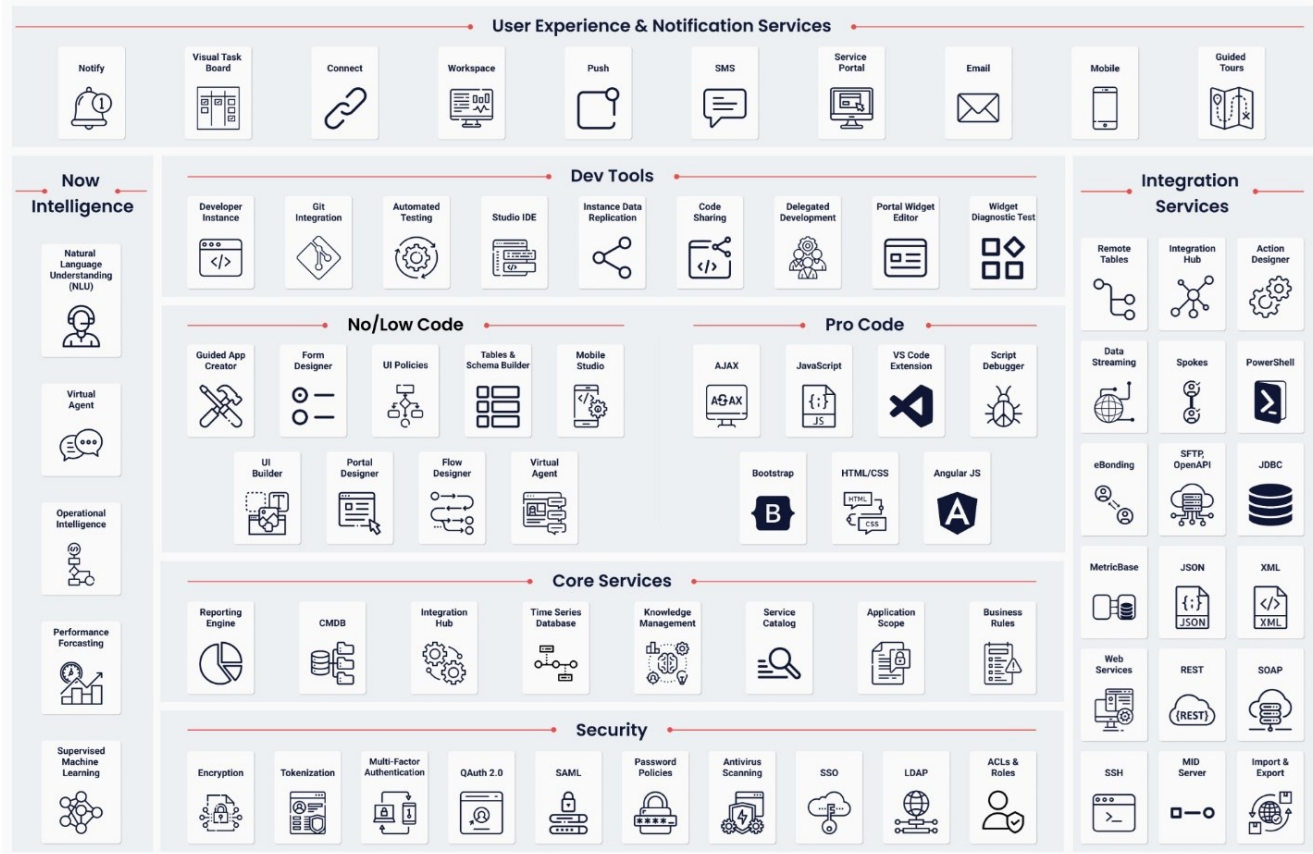 User Experience & Notification Services
Notify
Visual Task
Board
Connect
Workspace
Push
SMS
Service
Portal
Email
Mobile
Guided
Tours
1
Now
Intelligence
Natural
Language
Understanding
(NLU)
Virtual
Agent
Operational
Intelligence
Performance
Forcasting
Supervised
Machine
Learning
Dev Tools
Developer
Instance
Git
Integration
Automated
Testing
Studio IDE
Instance Data
Replication
Code
Sharing
Delegated
Development
Portal Widget
Editor
Widget
Diagnostic Test
</>
</>
</>
No/Low Code
Guided App
Creator
Form
Designer
UI Policies
Tables &
Schema Builder
Mobile
Studio
</>
UI
Builder
Portal
Designer
Flow
Designer
Virtual
Agent
T
Pro Code
AJAX
JavaScript
VS Code
Extension
Script
Debugger
{;}
JS
Bootstrap
HTML/CSS
Angular JS
B
HTML
CSS
A
Core Services
Reporting
Engine
CMDB
Integration
Hub
Time Series
Database
Knowledge
Management
Service
Catalog
Application
Scope
Business
Rules
Security
Encryption
Tokenization
Multi-Factor
Authentication
QAuth 2.0
SAML
Password
Policies
Antivirus
Scanning
SSO
LDAP
ACLs &
Roles
****
Integration
Services
Remote
Tables
Integration
Hub
Action
Designer
Data
Streaming
Spokes
PowerShell
>_
eBonding
SFTP,
OpenAPI
JDBC
MetricBase
JSON
XML
{;}
JSON
</>
XML
Web
Services
REST
SOAP
{REST}
SSH
MID
Server
Import &
Export
>_